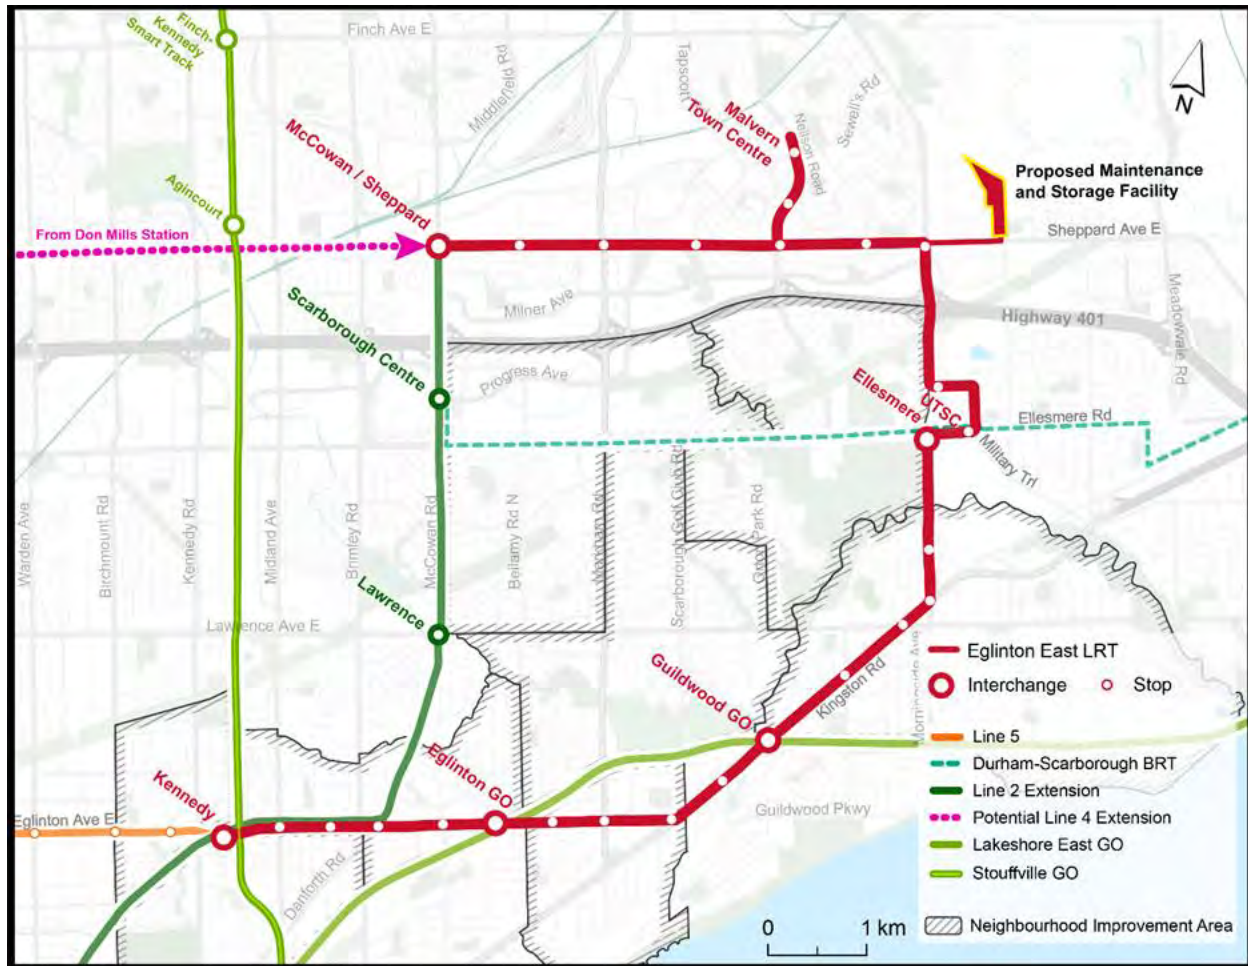 Finch-
Kennedy
Smart Track
Finch Ave E
Middlefield Rd
Tapscott
Sewell's Rd
Neilson Road
Malvern
Town Centre
N
McCowan / Sheppard
Agincourt
From Don Mills Station
Proposed Maintenance
and Storage Facility
Sheppard Ave E
Milner Ave
Highway 401
Meadowvale Rd
Scarborough Centre
Progress Ave
Ellesmere
UTSC
Ellesmere Rd
Military Trl
Warden Ave
Birchmount Rd
Kennedy Rd
Midland Ave
Brimley Rd
McCowan Rd
Bellamy Rd N
Markham Rd
Scarborough Golf Club Rd
Park Rd
Lawrence
Lawrence Ave E
Guildwood GO
Kingston Rd
Morningside Ave
Eglinton GO
Kennedy
Eglinton Ave E
Danforth Rd
Guildwood Pkwy
Eglinton East LRT
Interchange
Stop
Line 5
Durham-Scarborough BRT
Line 2 Extension
Potential Line 4 Extension
Lakeshore East GO
Stouffville GO
Neighbourhood Improvement Area
0 1 km